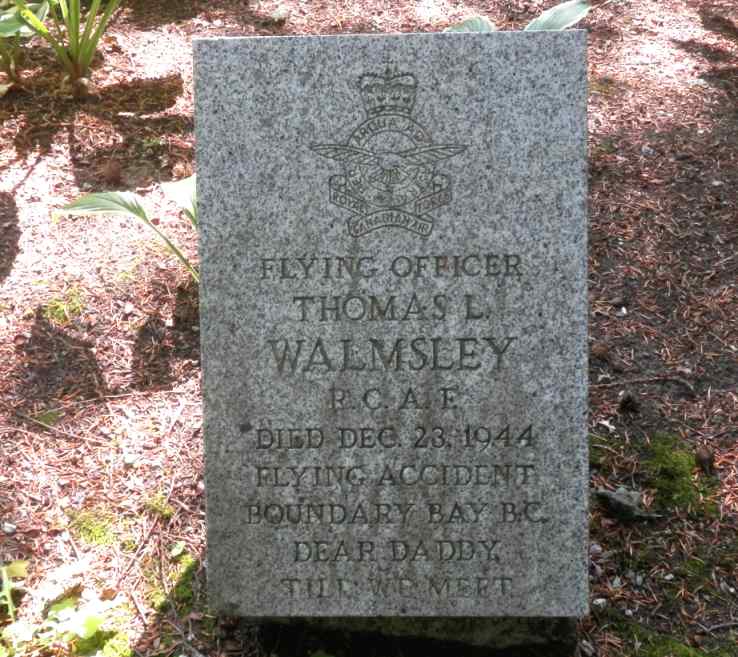 FLYING OFFICER
THOMAS L.
WALMSLEY
R.C.A.F.
DIED DEC. 23, 1944
FLYING ACCIDENT
BOUNDARY BAY B.C.
DEAR DADDY,
TILL WE MEET